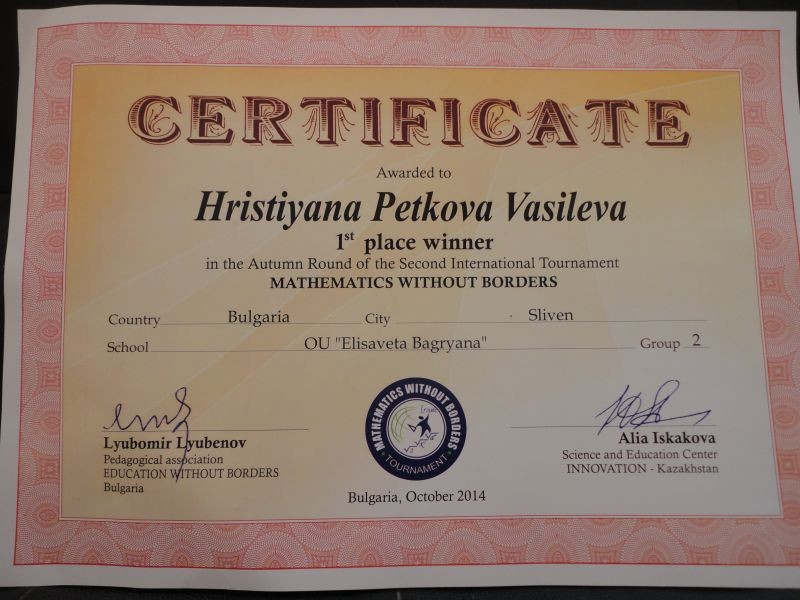 CERTIFICATE
Awarded to
Hristiyana Petkova Vasileva
1st place winner
in the Autumn Round of the Second International Tournament
MATHEMATICS WITHOUT BORDERS
Country Bulgaria City Sliven
School OU "Elisaveta Bagryana" Group 2
Lyubomir Lyubenov
Pedagogical association
EDUCATION WITHOUT BORDERS
Bulgaria
MATHEMATICS WITHOUT BORDERS
TOURNAMENT
Bulgaria, October 2014
Alia Iskakova
Science and Education Center
INNOVATION - Kazakhstan